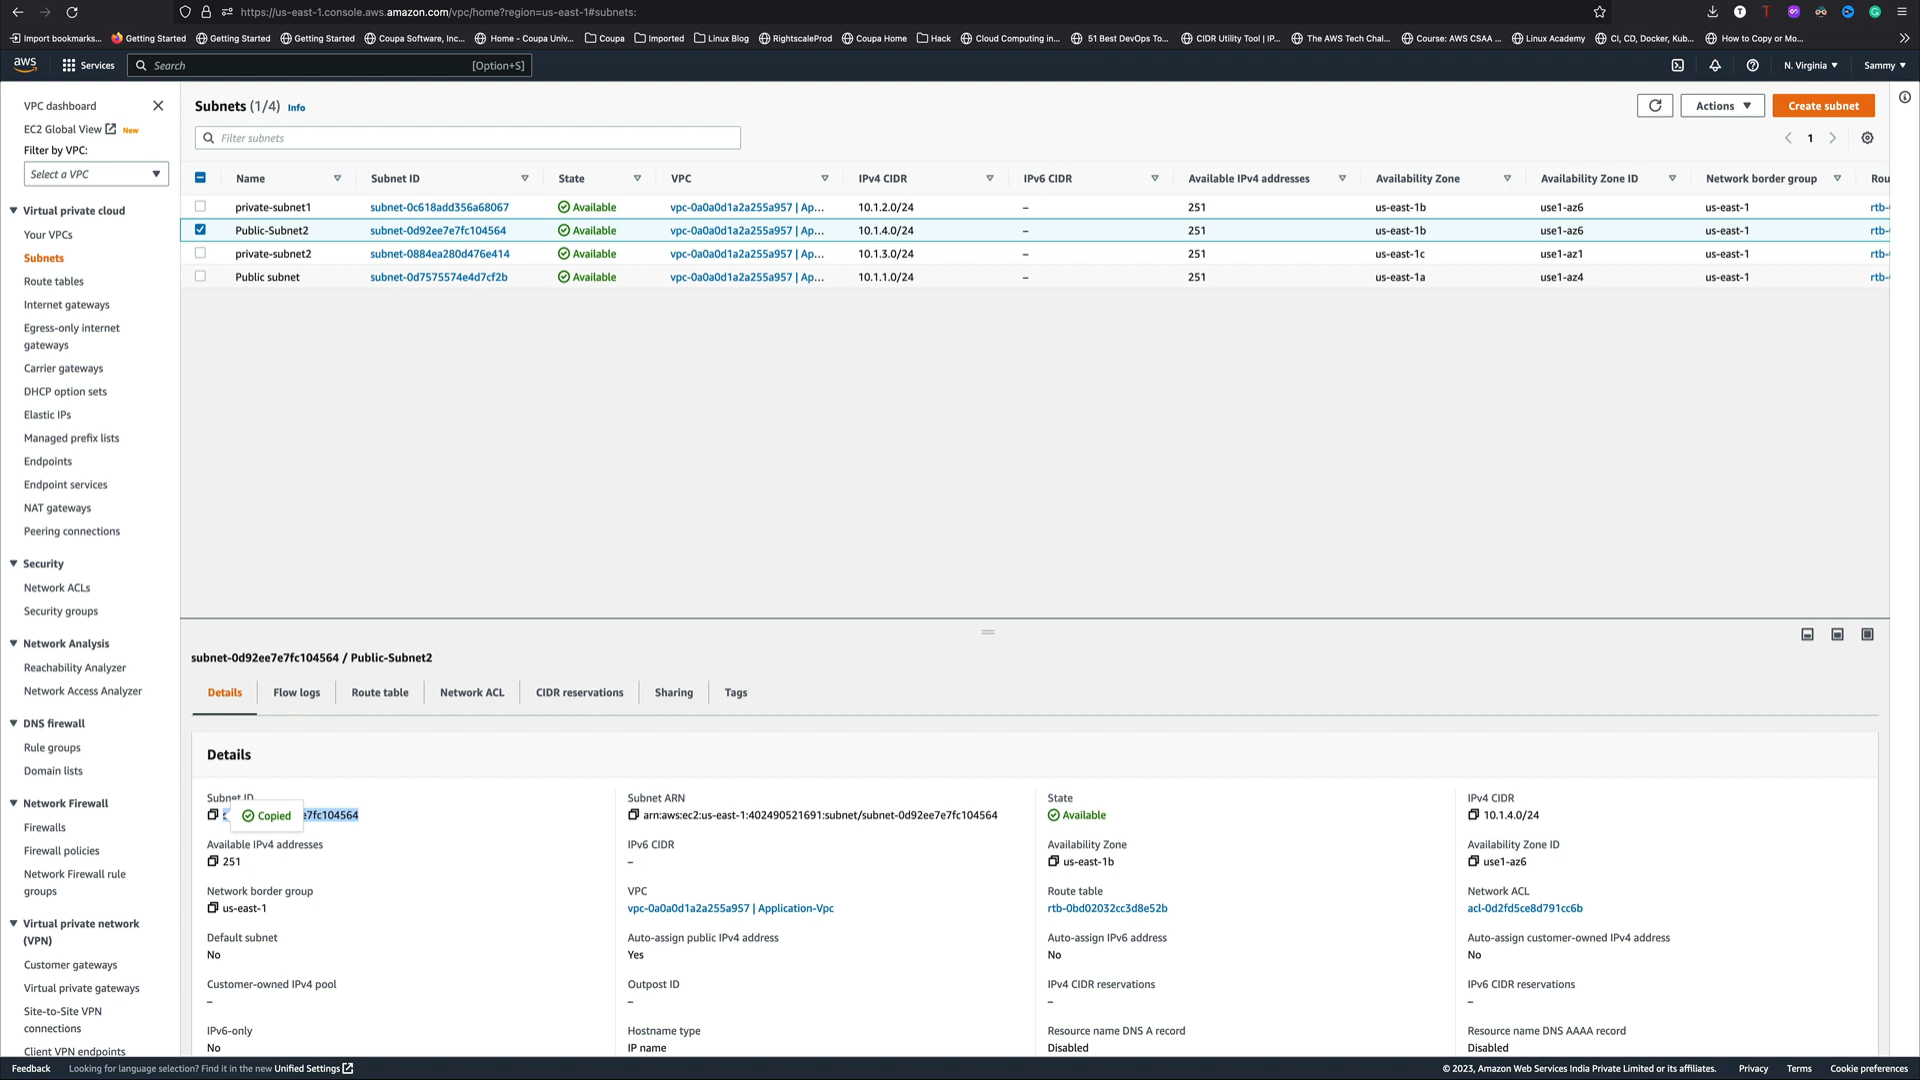 https://us-east-1.console.aws.amazon.com/vpc/home?region=us-east-1#subnets:
Import bookmarks... Getting Started Getting Started Getting Started Coupa Software, Inc... Home - Coupa Univ... Coupa Imported Linux Blog RightscaleProd Coupa Home Hack Cloud Computing in... 51 Best DevOps To... CIDR Utility Tool | IP... The AWS Tech Chal... Course: AWS CSAA ... Linux Academy CI, CD, Docker, Kub... How to Copy or Mo...
aws Services Search [Option+S] N. Virginia Sammy
VPC dashboard
EC2 Global View New
Filter by VPC:
Select a VPC
Virtual private cloud
Your VPCs
Subnets
Route tables
Internet gateways
Egress-only internet
gateways
Carrier gateways
DHCP option sets
Elastic IPs
Managed prefix lists
Endpoints
Endpoint services
NAT gateways
Peering connections
Security
Network ACLs
Security groups
Network Analysis
Reachability Analyzer
Network Access Analyzer
DNS firewall
Rule groups
Domain lists
Network Firewall
Firewalls
Firewall policies
Network Firewall rule
groups
Virtual private network
(VPN)
Customer gateways
Virtual private gateways
Site-to-Site VPN
connections
Client VPN endpoints
Subnets (1/4) Info
Actions Create subnet
Filter subnets
1
Name Subnet ID State VPC IPv4 CIDR IPv6 CIDR Available IPv4 addresses Availability Zone Availability Zone ID Network border group Rou
private-subnet1 subnet-0c618add356a68067 Available vpc-0a0a0d1a2a255a957 | Ap... 10.1.2.0/24 – 251 us-east-1b use1-az6 us-east-1 rtb-
Public-Subnet2 subnet-0d92ee7e7fc104564 Available vpc-0a0a0d1a2a255a957 | Ap... 10.1.4.0/24 – 251 us-east-1b use1-az6 us-east-1 rtb-
private-subnet2 subnet-0884ea280d476e414 Available vpc-0a0a0d1a2a255a957 | Ap... 10.1.3.0/24 – 251 us-east-1c use1-az1 us-east-1 rtb-
Public subnet subnet-0d7575574e4d7cf2b Available vpc-0a0a0d1a2a255a957 | Ap... 10.1.1.0/24 – 251 us-east-1a use1-az4 us-east-1 rtb-
subnet-0d92ee7e7fc104564 / Public-Subnet2
Details Flow logs Route table Network ACL CIDR reservations Sharing Tags
Details
Subnet ID Subnet ARN State IPv4 CIDR
Copied e7fc104564 arn:aws:ec2:us-east-1:402490521691:subnet/subnet-0d92ee7e7fc104564 Available 10.1.4.0/24
Available IPv4 addresses IPv6 CIDR Availability Zone Availability Zone ID
251 – us-east-1b use1-az6
Network border group VPC Route table Network ACL
us-east-1 vpc-0a0a0d1a2a255a957 | Application-Vpc rtb-0bd02032cc3d8e52b acl-0d2fd5ce8d791cc6b
Default subnet Auto-assign public IPv4 address Auto-assign IPv6 address Auto-assign customer-owned IPv4 address
No Yes No No
Customer-owned IPv4 pool Outpost ID IPv4 CIDR reservations IPv6 CIDR reservations
– – – –
IPv6-only Hostname type Resource name DNS A record Resource name DNS AAAA record
No IP name Disabled Disabled
Feedback Looking for language selection? Find it in the new Unified Settings © 2023, Amazon Web Services India Private Limited or its affiliates. Privacy Terms Cookie preferences